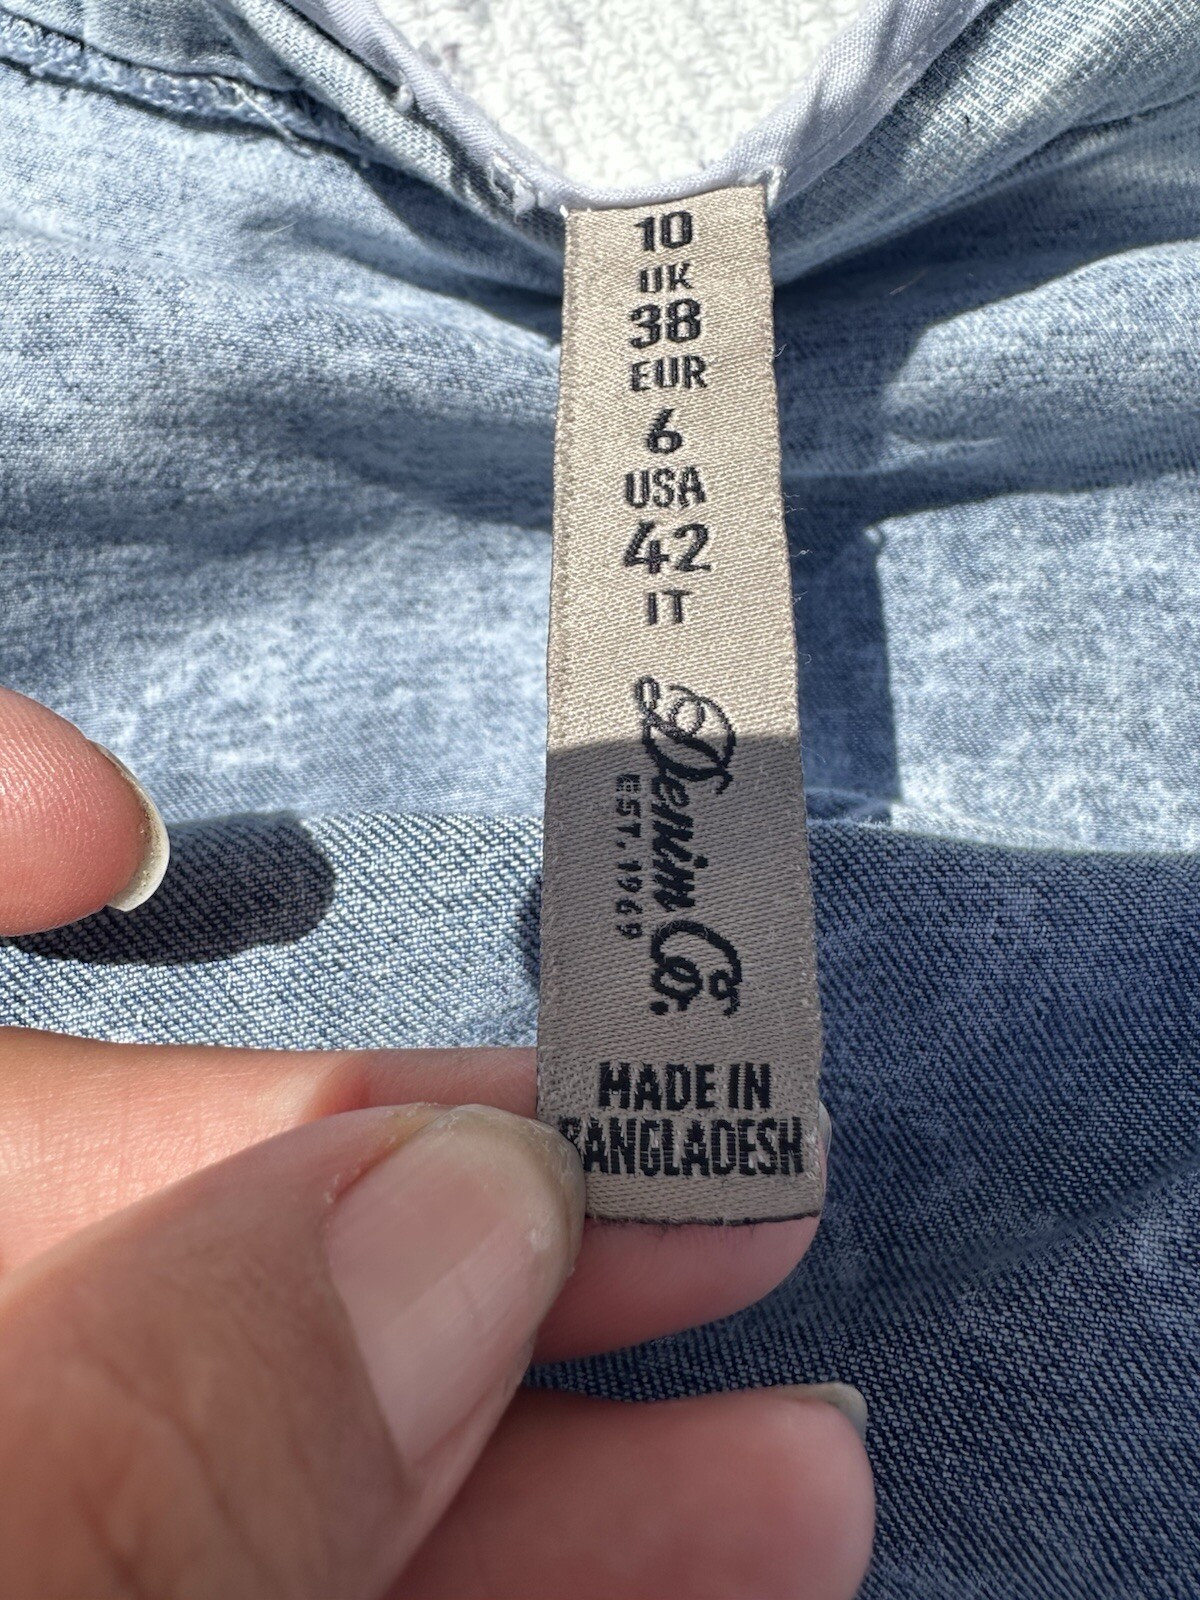 10
UK
38
EUR
6
USA
42
IT
Denim Co.
EST. 1969
MADE IN
BANGLADESH